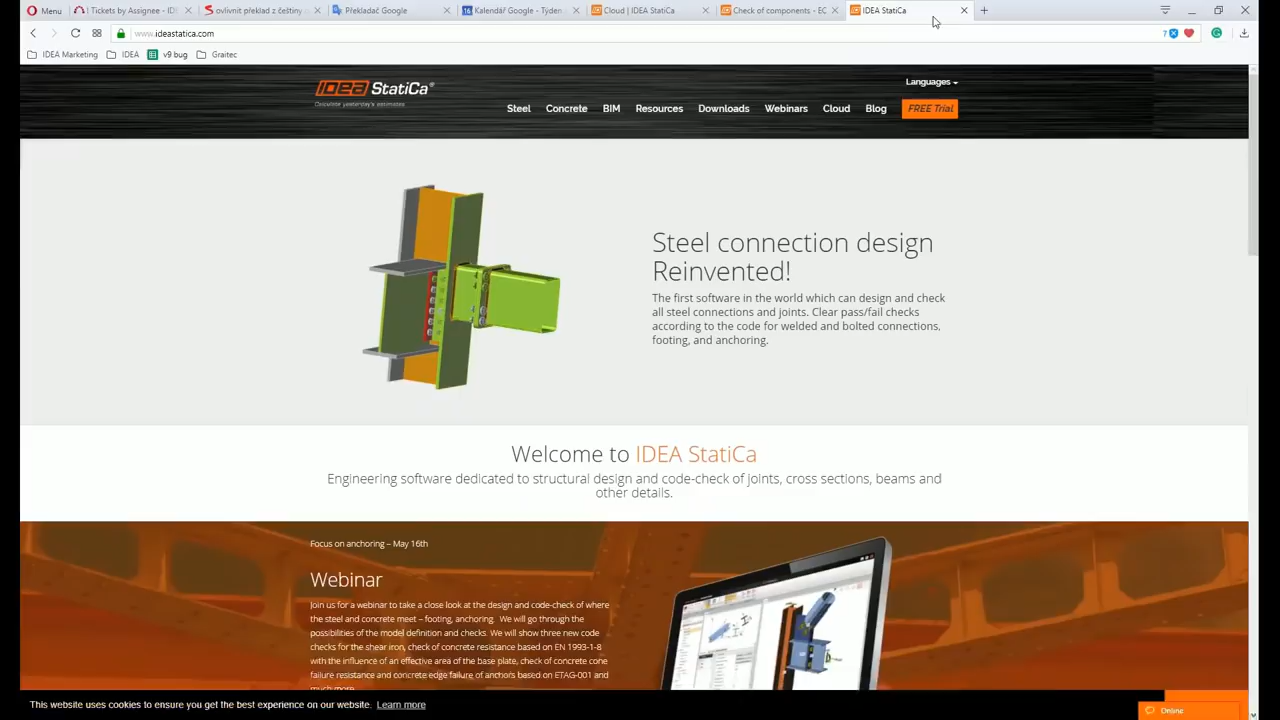 Menu
Tickets by Assignee - IDE
ovlivnit překlad z češtiny
Překladač Google
Kalendář Google - Týden
Cloud | IDEA StatiCa
Check of components - EC
IDEA StatiCa
www.ideastatica.com
7
IDEA Marketing
IDEA
v9 bug
Graitec
IDEA StatiCa®
Calculate yesterday's estimates
Languages
Steel
Concrete
BIM
Resources
Downloads
Webinars
Cloud
Blog
FREE Trial
Steel connection design
Reinvented!
The first software in the world which can design and check
all steel connections and joints. Clear pass/fail checks
according to the code for welded and bolted connections,
footing, and anchoring.
Welcome to IDEA StatiCa
Engineering software dedicated to structural design and code-check of joints, cross sections, beams and
other details.
Focus on anchoring – May 16th
Webinar
Join us for a webinar to take a close look at the design and code-check of where
the steel and concrete meet – footing, anchoring. We will go through the
possibilities of the model definition and checks. We will show three new code
checks for the shear iron, check of concrete resistance based on EN 1993-1-8
with the influence of an effective area of the base plate, check of concrete cone
failure resistance and concrete edge failure of anchors based on ETAG-001 and
much more.
This website uses cookies to ensure you get the best experience on our website. Learn more
Online